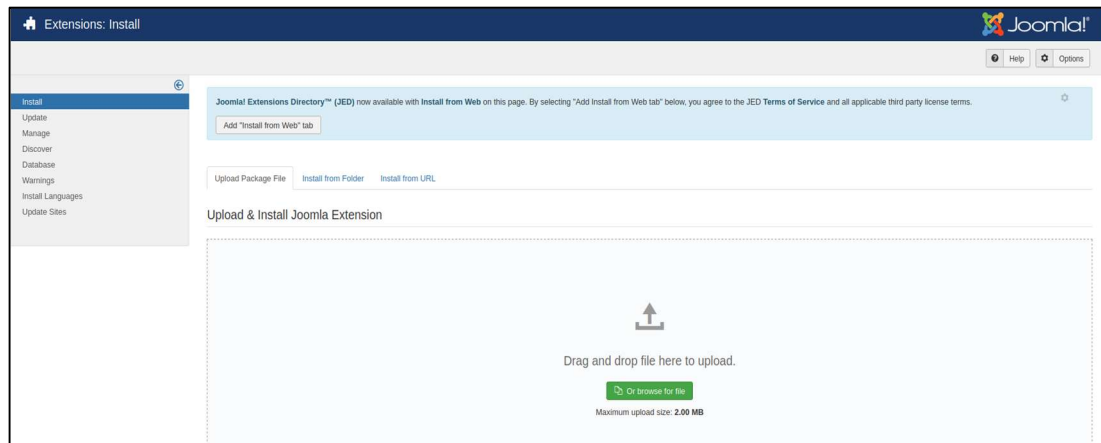 Extensions: Install
Joomla!®
Help
Options
Install
Update
Manage
Discover
Database
Warnings
Install Languages
Update Sites
Joomla! Extensions Directory™ (JED) now available with Install from Web on this page. By selecting "Add Install from Web tab" below, you agree to the JED Terms of Service and all applicable third party license terms.
Add "Install from Web" tab
Upload Package File Install from Folder Install from URL
Upload & Install Joomla Extension
Drag and drop file here to upload.
Or browse for file
Maximum upload size: 2.00 MB